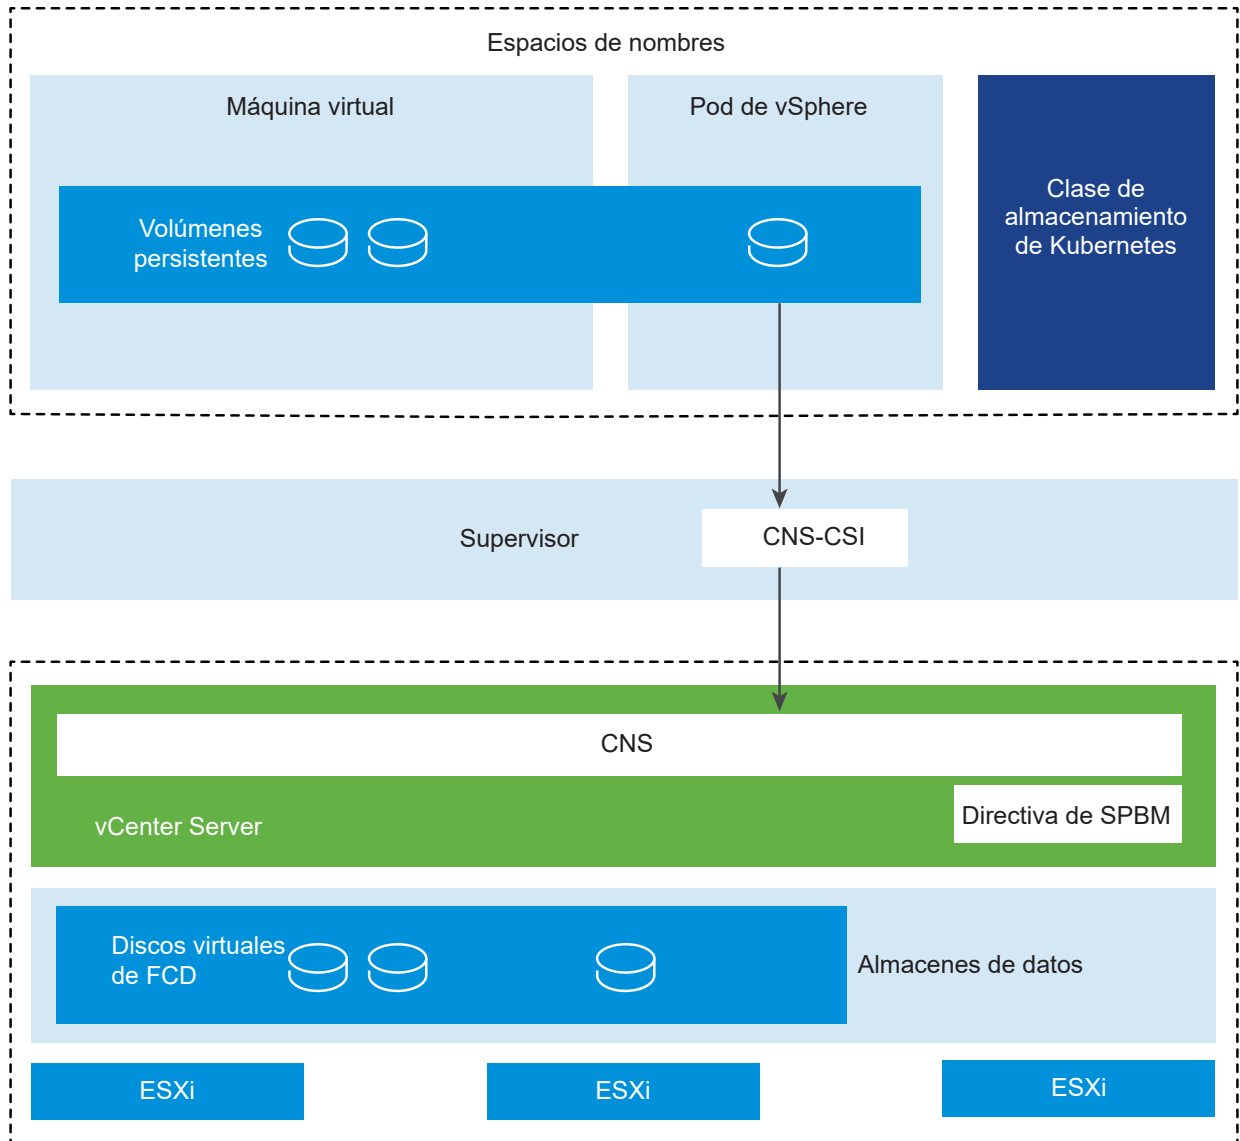 Espacios de nombres
Máquina virtual
Pod de vSphere
Clase de
almacenamiento
de Kubernetes
Volúmenes
persistentes
Supervisor
CNS-CSI
CNS
vCenter Server
Directiva de SPBM
Discos virtuales
de FCD
Almacenes de datos
ESXi
ESXi
ESXi